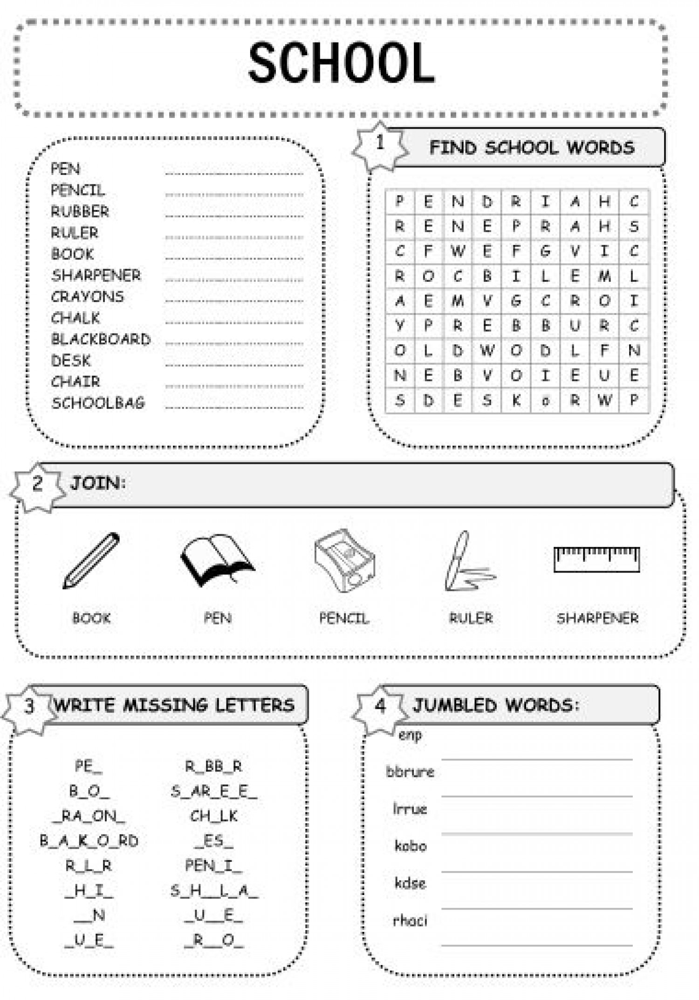 SCHOOL
PEN
PENCIL
RUBBER
RULER
BOOK
SHARPENER
CRAYONS
CHALK
BLACKBOARD
DESK
CHAIR
SCHOOLBAG
1 FIND SCHOOL WORDS
P E N D R I A H C
R E N E P R A H S
C F W E F G V I C
R O C B I L E M L
A E M V G C R O I
Y P R E B B U R C
O L D W O D L F N
N E B V O I E U E
S D E S K o R W P
2 JOIN:
BOOK PEN PENCIL RULER SHARPENER
3 WRITE MISSING LETTERS
PE_ R_BB_R
B_O_ S_AR_E_E_
_RA_ON_ CH_LK
B_A_K_O_RD _ES_
R_L_R PEN_I_
_H_I_ S_H__L_A_
__N _U__E_
_U_E_ _R__O_
4 JUMBLED WORDS:
enp
bbrure
lrrue
kobo
kdse
rhaci